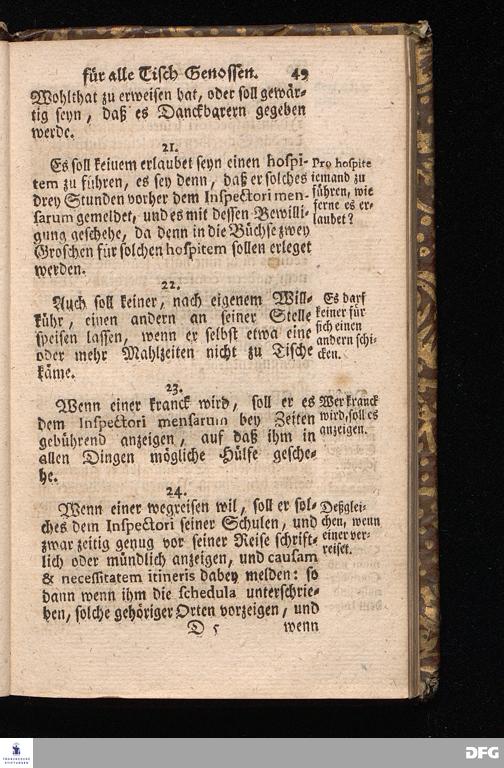 für alle Tisch Genossen. 49
Wohlthat zu erweisen hat, oder soll gewär-
tig seyn, daß es Danckbarern gegeben
werde.
21.
Es soll keinem erlaubet seyn einen hospi-
tem zu führen, es sey denn, daß er solches
drey Stunden vorher dem Inspectori men-
sarum gemeldet, und es mit dessen Bewilli-
gung geschehe, da denn in die Büchse zwey
Groschen für solchen hospitem sollen erleget
werden.
Pro hospite
iemand zu
führen, wie
ferne es er-
laubet?
22.
Auch soll keiner, nach eigenem Will-
kühr, einen andern an seiner Stelle
speisen lassen, wenn er selbst etwa eine
oder mehr Mahlzeiten nicht zu Tische
käme.
Es darf
keiner für
sich einen
andern schi-
cken.
23.
Wenn einer kranck wird, soll er es
dem Inspectori mensarum bey Zeiten
gebührend anzeigen, auf daß ihm in
allen Dingen mögliche Hülfe gesche-
he.
Wer kranck
wird, soll es
anzeigen.
24.
Wenn einer wegreisen wil, soll er sol-
ches dem Inspectori seiner Schulen, und
zwar zeitig genug vor seiner Reise schrift-
lich oder mündlich anzeigen, und causam
& necessitatem itineris dabey melden: so
dann wenn ihm die schedula unterschrie-
ben, solche gehöriger Orten vorzeigen, und
Deßglei-
chen, wenn
einer ver-
reiset.
D 5 wenn
FRANCKESCHE
STIFTUNGEN
DFG